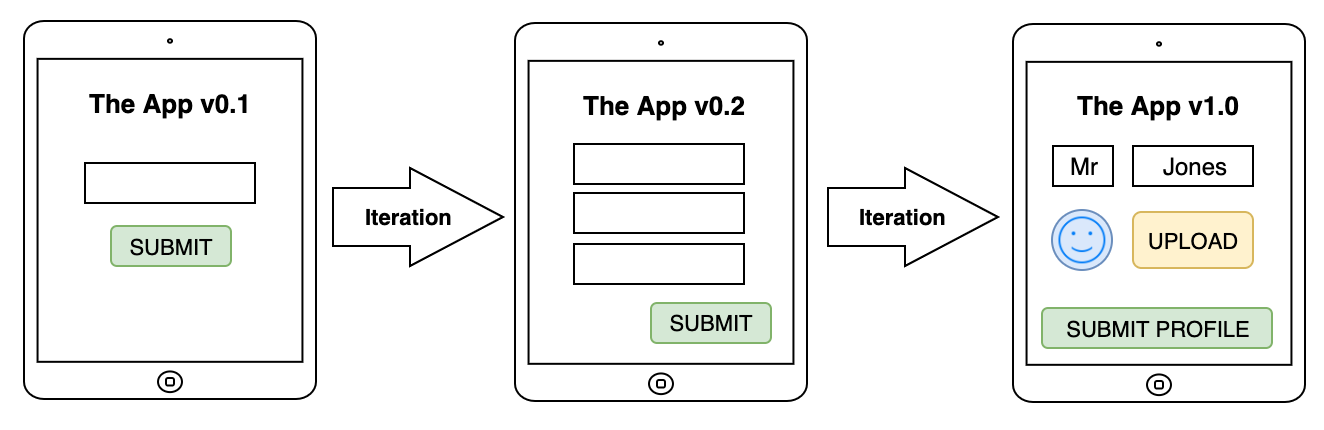 The App v0.1
SUBMIT
Iteration
The App v0.2
SUBMIT
Iteration
The App v1.0
Mr
Jones
UPLOAD
SUBMIT PROFILE